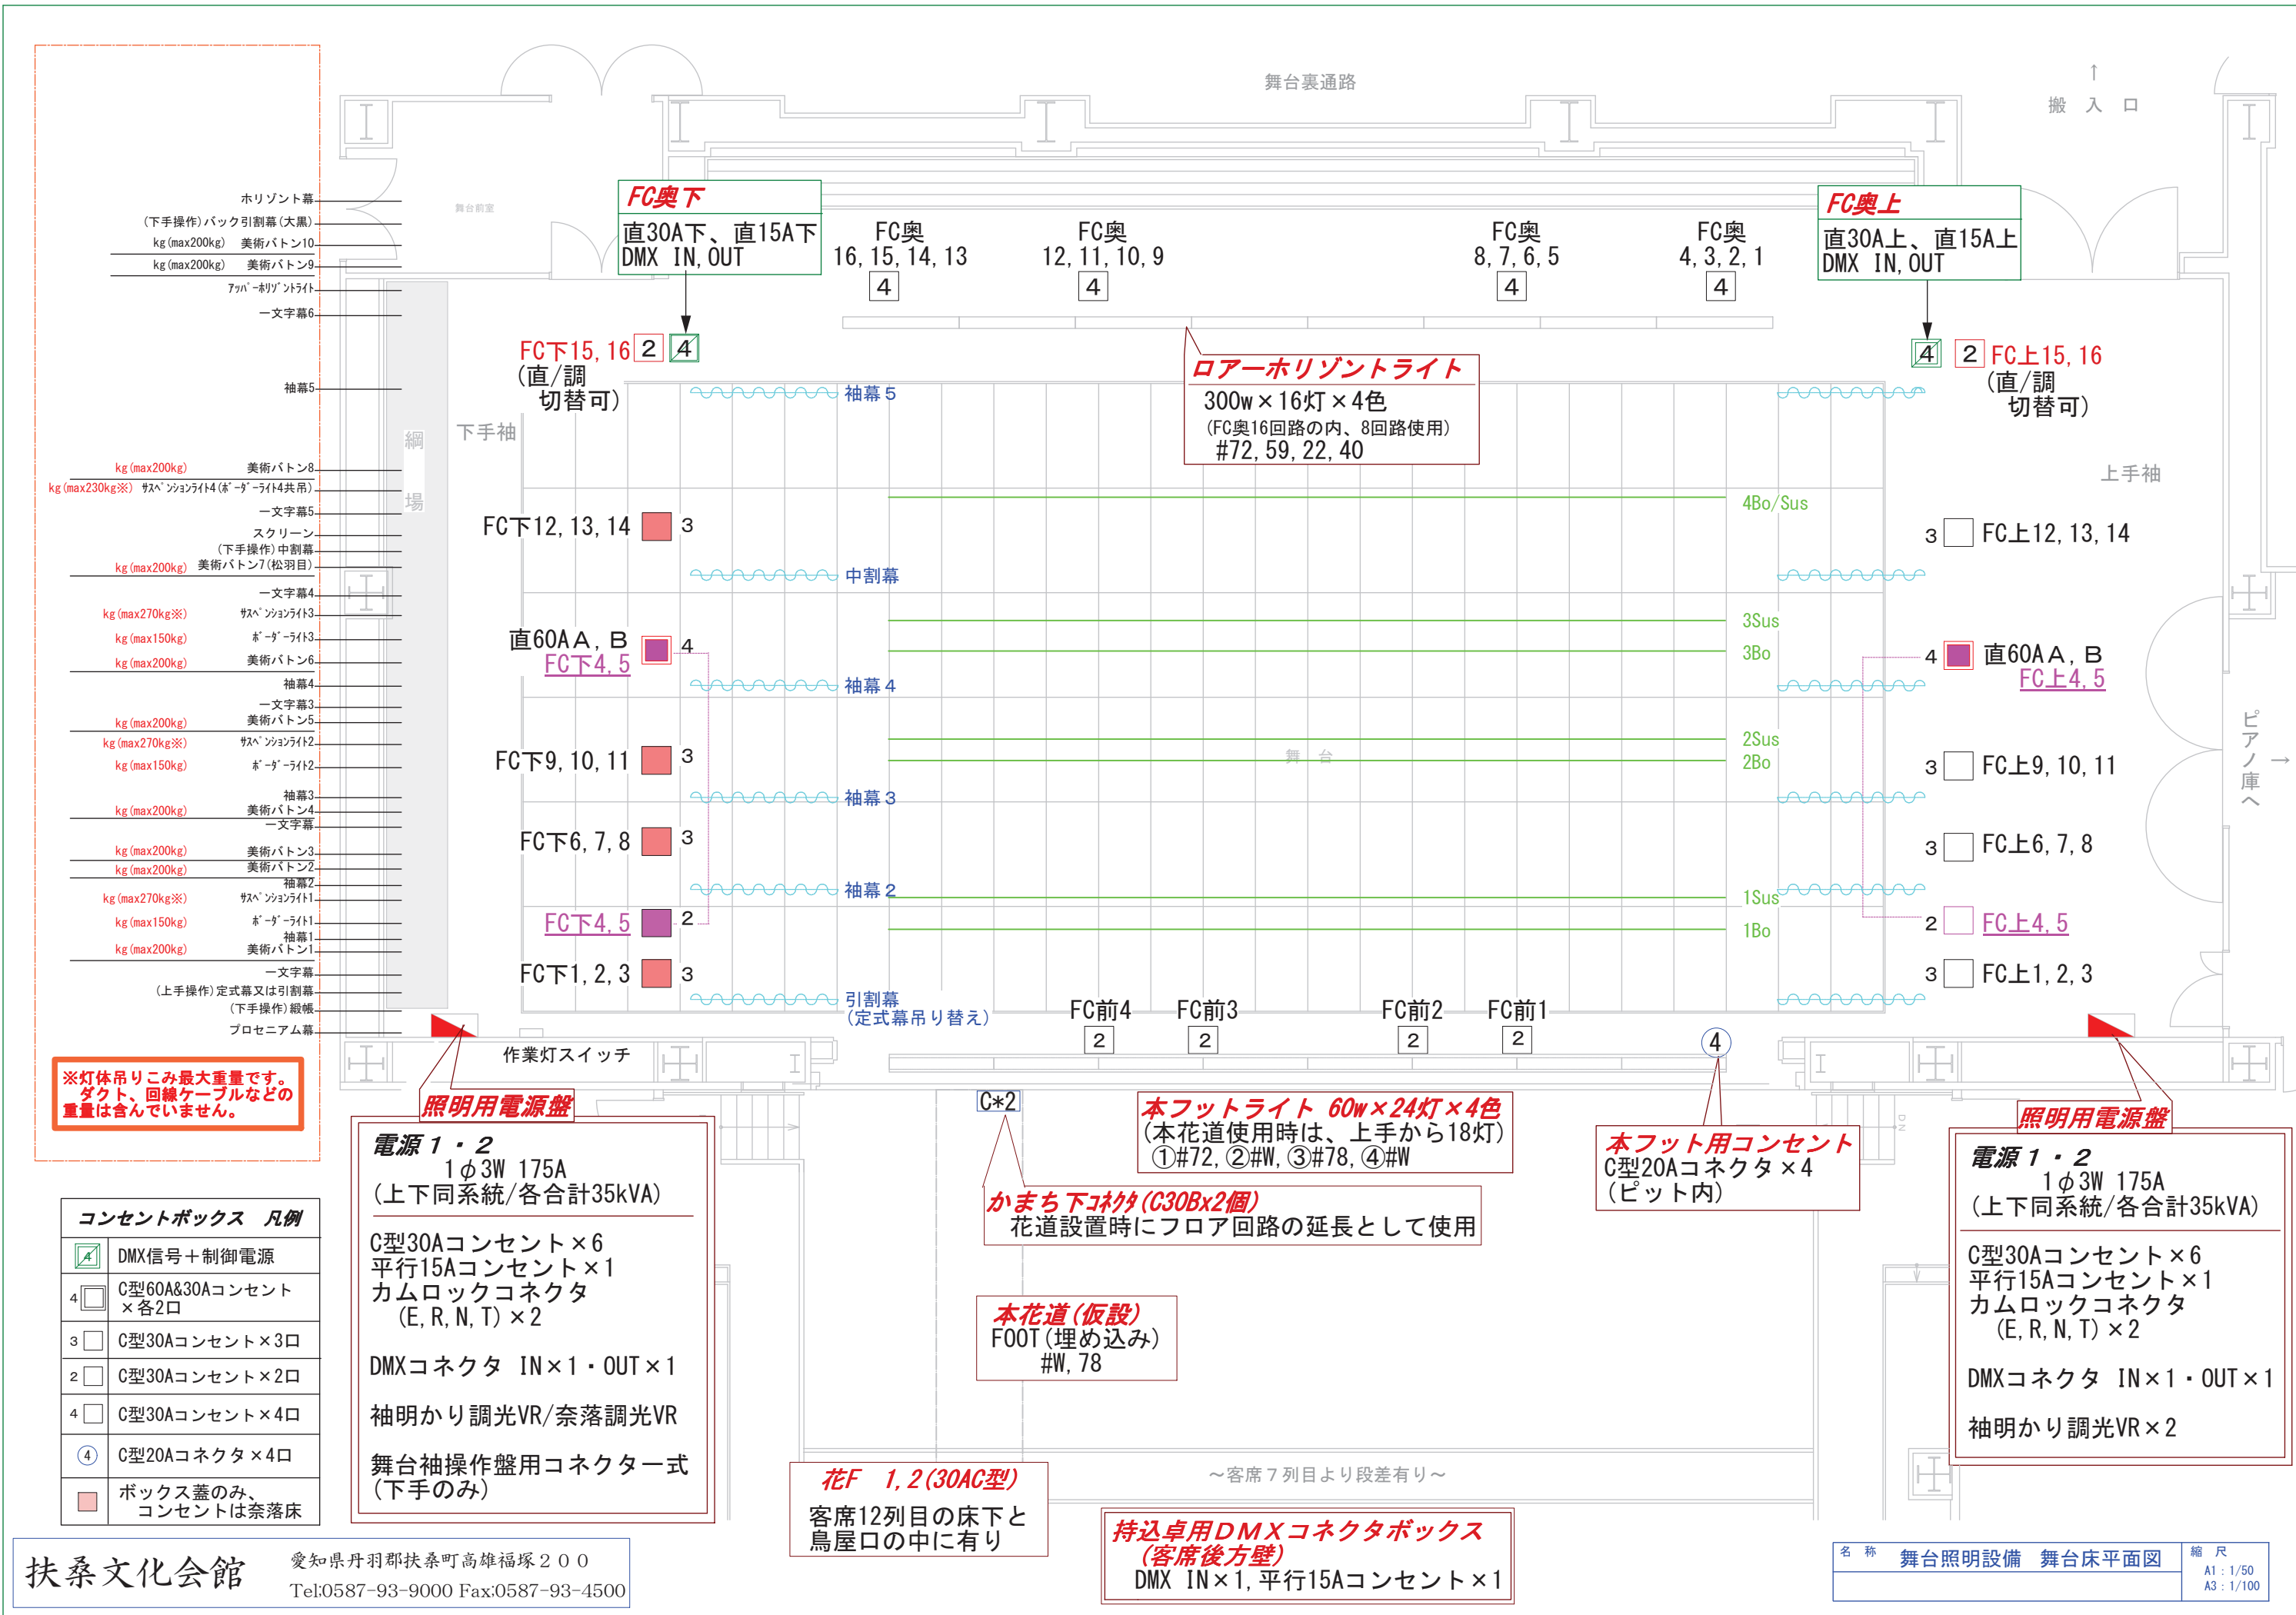 舞台裏通路
↑
搬 入 口
舞台前室
FC奥下
直30A下、直15A下
DMX IN,OUT
FC奥
16,15,14,13
4
FC奥
12,11,10,9
4
FC奥
8,7,6,5
4
FC奥
4,3,2,1
4
FC奥上
直30A上、直15A上
DMX IN,OUT
ホリゾント幕
(下手操作)バック引割幕(大黒)
kg(max200kg) 美術バトン10
kg(max200kg) 美術バトン9
アッパーホリゾントライト
一文字幕6
袖幕5
kg(max200kg) 美術バトン8
kg(max230kg※) サスペンションライト4(ボーダーライト4共吊)
一文字幕5
スクリーン
(下手操作)中割幕
kg(max200kg) 美術バトン7(松羽目)
一文字幕4
kg(max270kg※) サスペンションライト3
kg(max150kg) ボーダーライト3
kg(max200kg) 美術バトン6
袖幕4
一文字幕3
kg(max200kg) 美術バトン5
kg(max270kg※) サスペンションライト2
kg(max150kg) ボーダーライト2
袖幕3
kg(max200kg) 美術バトン4
一文字幕
kg(max200kg) 美術バトン3
kg(max200kg) 美術バトン2
袖幕2
kg(max270kg※) サスペンションライト1
kg(max150kg) ボーダーライト1
袖幕1
kg(max200kg) 美術バトン1
一文字幕
(上手操作)定式幕又は引割幕
(下手操作)緞帳
プロセニアム幕
※灯体吊りこみ最大重量です。
ダクト、回線ケーブルなどの
重量は含んでいません。
綱
場
下手袖
FC下15,16 2 4
(直/調
切替可)
FC下12,13,14 3
直60AA,B 4
FC下4,5
FC下9,10,11 3
FC下6,7,8 3
FC下4,5 2
FC下1,2,3 3
袖幕5
中割幕
袖幕4
袖幕3
袖幕2
引割幕
(定式幕吊り替え)
ロアーホリゾントライト
300w×16灯×4色
(FC奥16回路の内、8回路使用)
#72,59,22,40
4Bo/Sus
3Sus
3Bo
2Sus
2Bo
1Sus
1Bo
舞 台
4 2 FC上15,16
(直/調
切替可)
上手袖
3 FC上12,13,14
4 直60AA,B
FC上4,5
3 FC上9,10,11
3 FC上6,7,8
2 FC上4,5
3 FC上1,2,3
ピアノ庫へ
→
FC前4
2
FC前3
2
FC前2
2
FC前1
2
4
作業灯スイッチ
照明用電源盤
電源1・2
1φ3W 175A
(上下同系統/各合計35kVA)
C型30Aコンセント×6
平行15Aコンセント×1
カムロックコネクタ
(E,R,N,T)×2
DMXコネクタ IN×1・OUT×1
袖明かり調光VR/奈落調光VR
舞台袖操作盤用コネクター式
(下手のみ)
C*2
かまち下コネクタ(C30Bx2個)
花道設置時にフロア回路の延長として使用
本フットライト 60w×24灯×4色
(本花道使用時は、上手から18灯)
①#72,②#W,③#78,④#W
本フット用コンセント
C型20Aコネクタ×4
(ピット内)
DN
本花道(仮設)
FOOT(埋め込み)
#W,78
花F 1,2(30AC型)
客席12列目の床下と
鳥屋口の中に有り
～客席7列目より段差有り～
持込卓用DMXコネクタボックス
(客席後方壁)
DMX IN×1,平行15Aコンセント×1
照明用電源盤
電源1・2
1φ3W 175A
(上下同系統/各合計35kVA)
C型30Aコンセント×6
平行15Aコンセント×1
カムロックコネクタ
(E,R,N,T)×2
DMXコネクタ IN×1・OUT×1
袖明かり調光VR×2
コンセントボックス 凡例
4 DMX信号＋制御電源
4 C型60A&30Aコンセント
×各2口
3 C型30Aコンセント×3口
2 C型30Aコンセント×2口
4 C型30Aコンセント×4口
4 C型20Aコネクタ×4口
ボックス蓋のみ、
コンセントは奈落床
扶桑文化会館
愛知県丹羽郡扶桑町高雄福塚200
Tel:0587-93-9000 Fax:0587-93-4500
名 称 舞台照明設備 舞台床平面図
縮 尺
A1 : 1/50
A3 : 1/100